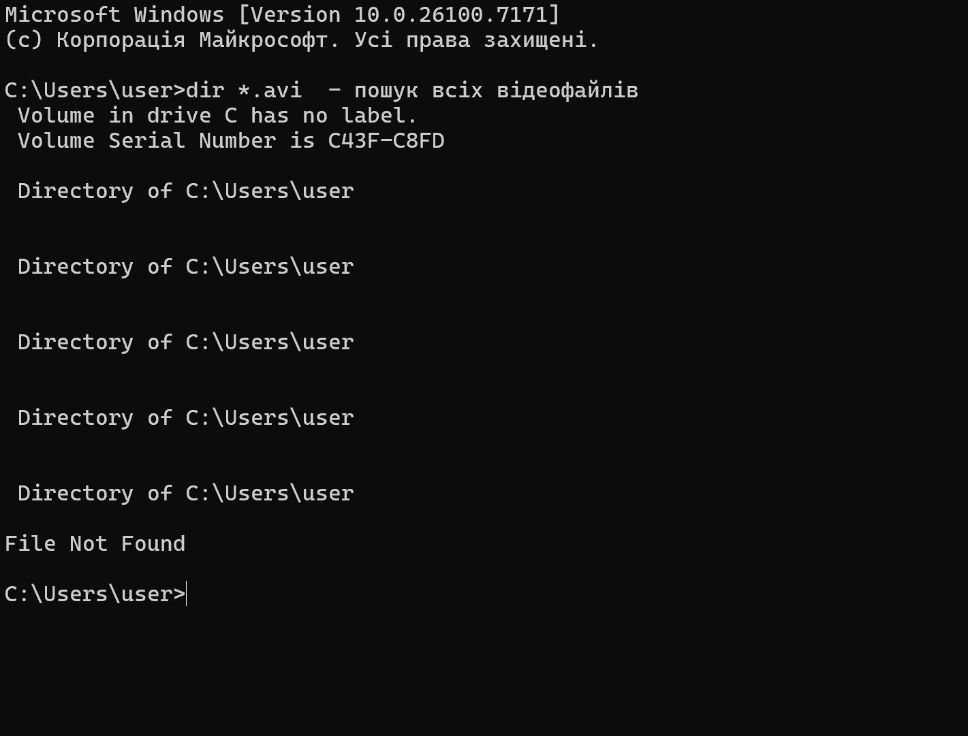 Microsoft Windows [Version 10.0.26100.7171]
(c) Корпорація Майкрософт. Усі права захищені.
C:\Users\user>dir *.avi  – пошук всіх відеофайлів
Volume in drive C has no label.
Volume Serial Number is C43F-C8FD
Directory of C:\Users\user
Directory of C:\Users\user
Directory of C:\Users\user
Directory of C:\Users\user
Directory of C:\Users\user
File Not Found
C:\Users\user>